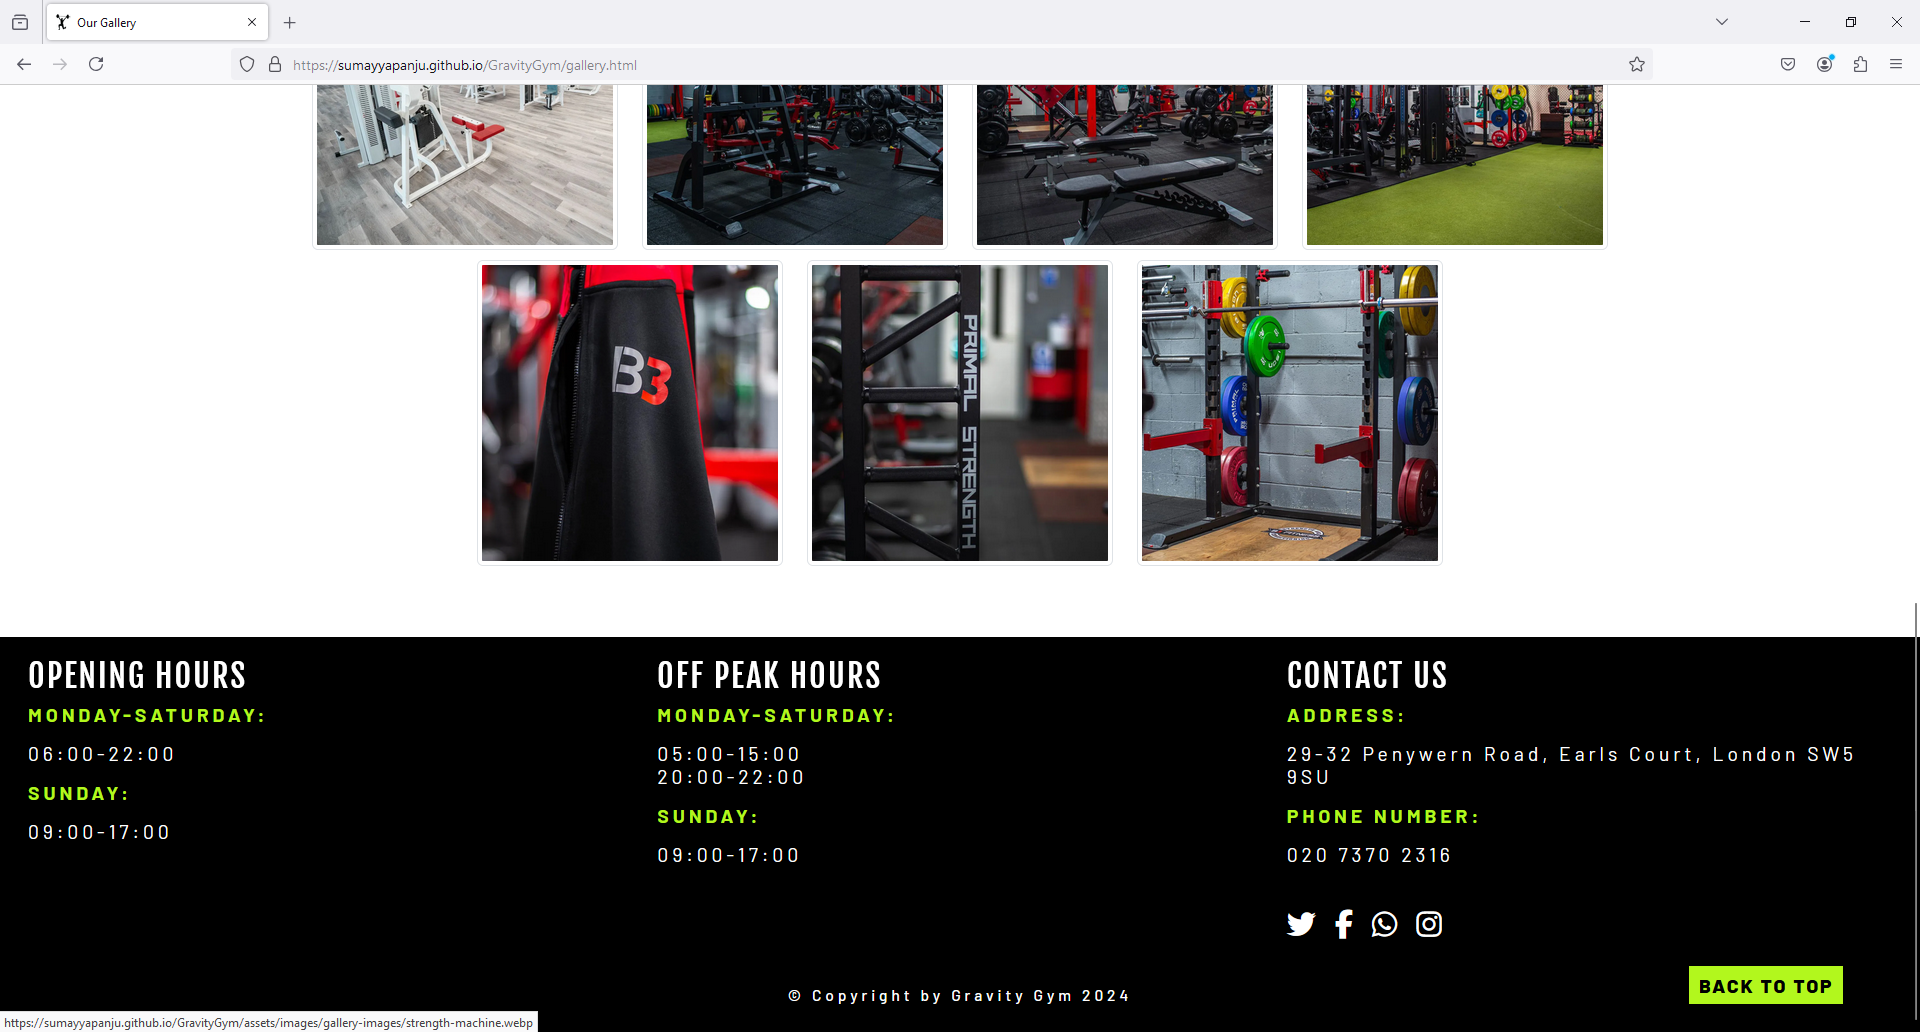 Our Gallery
https://sumayyapanju.github.io/GravityGym/gallery.html
B3
PRIMAL STRENGTH
OPENING HOURS
MONDAY-SATURDAY:
06:00-22:00
SUNDAY:
09:00-17:00
OFF PEAK HOURS
MONDAY-SATURDAY:
05:00-15:00
20:00-22:00
SUNDAY:
09:00-17:00
CONTACT US
ADDRESS:
29-32 Penywern Road, Earls Court, London SW5
9SU
PHONE NUMBER:
020 7370 2316
BACK TO TOP
© Copyright by Gravity Gym 2024
https://sumayyapanju.github.io/GravityGym/assets/images/gallery-images/strength-machine.webp